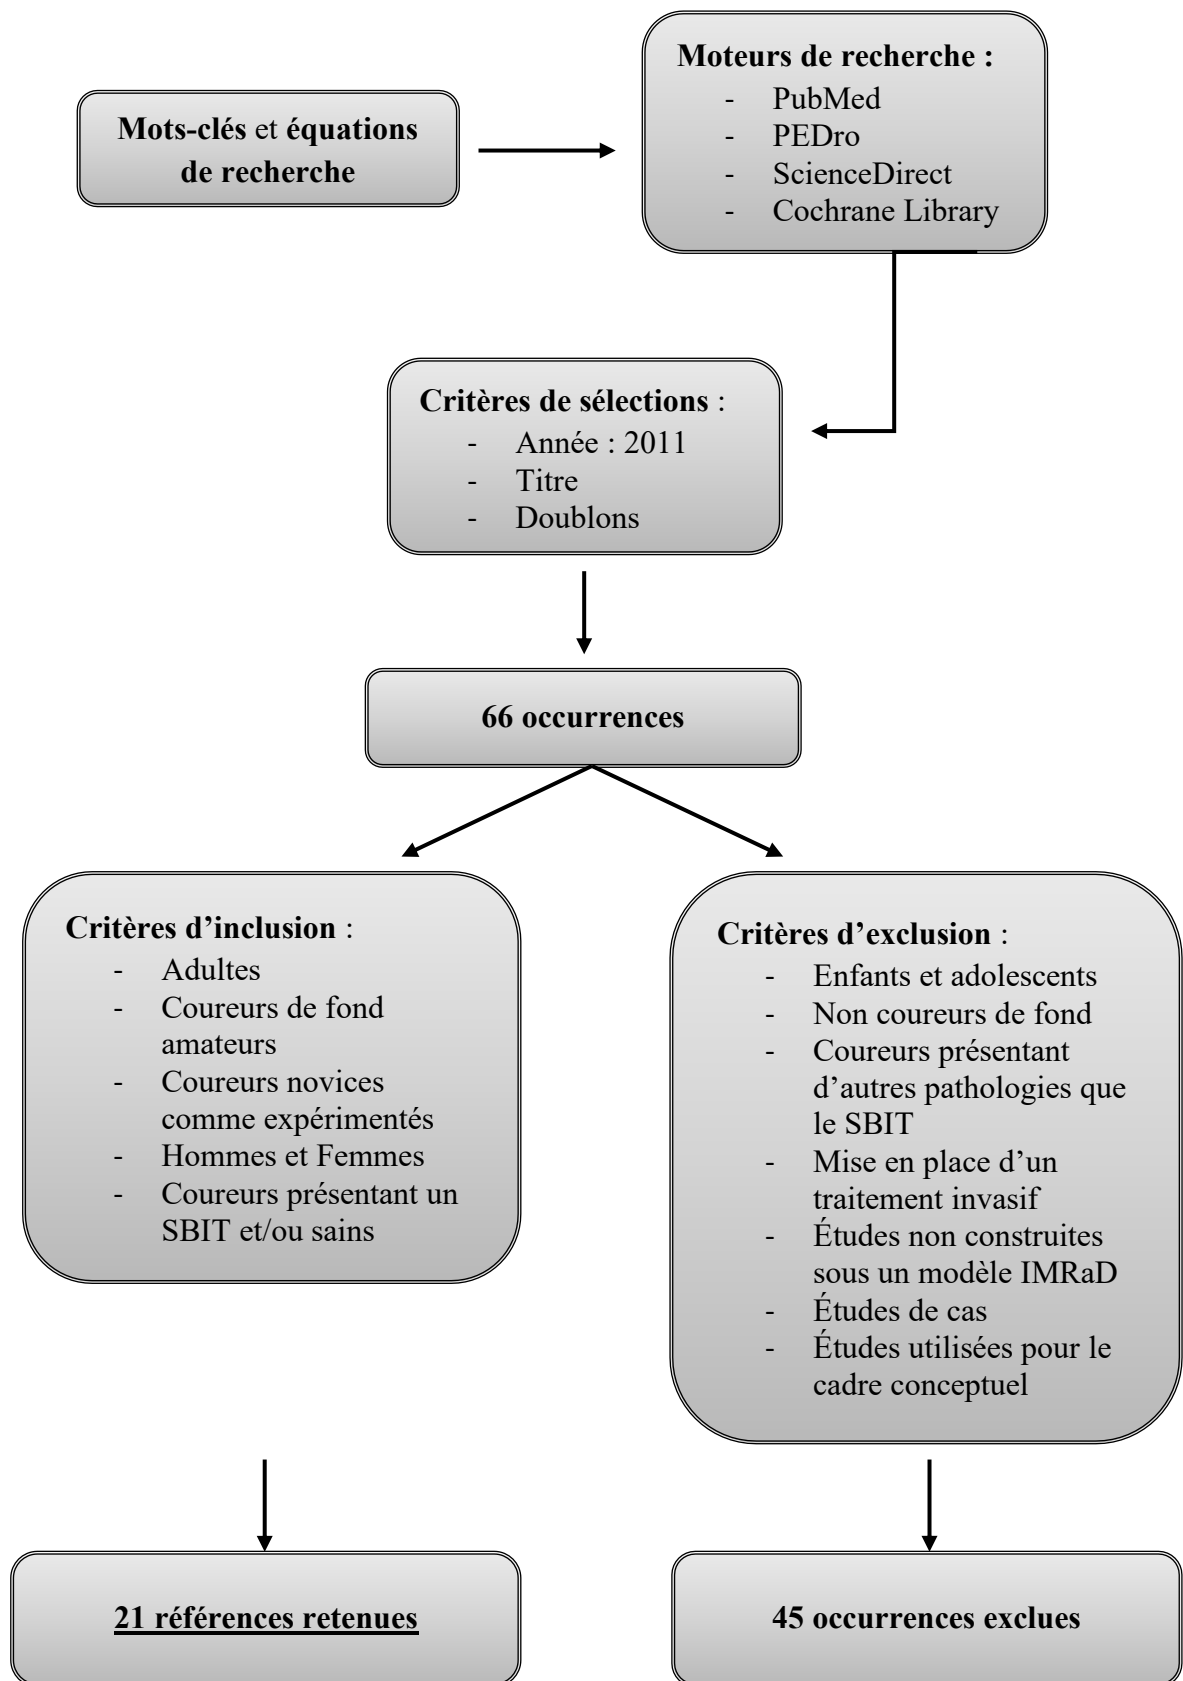 Mots-clés et équations
de recherche
Moteurs de recherche :
- PubMed
- PEDro
- ScienceDirect
- Cochrane Library
Critères de sélections :
- Année : 2011
- Titre
- Doublons
66 occurrences
Critères d’inclusion :
- Adultes
- Coureurs de fond
amateurs
- Coureurs novices
comme expérimentés
- Hommes et Femmes
- Coureurs présentant un
SBIT et/ou sains
Critères d’exclusion :
- Enfants et adolescents
- Non coureurs de fond
- Coureurs présentant
d’autres pathologies que
le SBIT
- Mise en place d’un
traitement invasif
- Études non construites
sous un modèle IMRaD
- Études de cas
- Études utilisées pour le
cadre conceptuel
21 références retenues
45 occurrences exclues